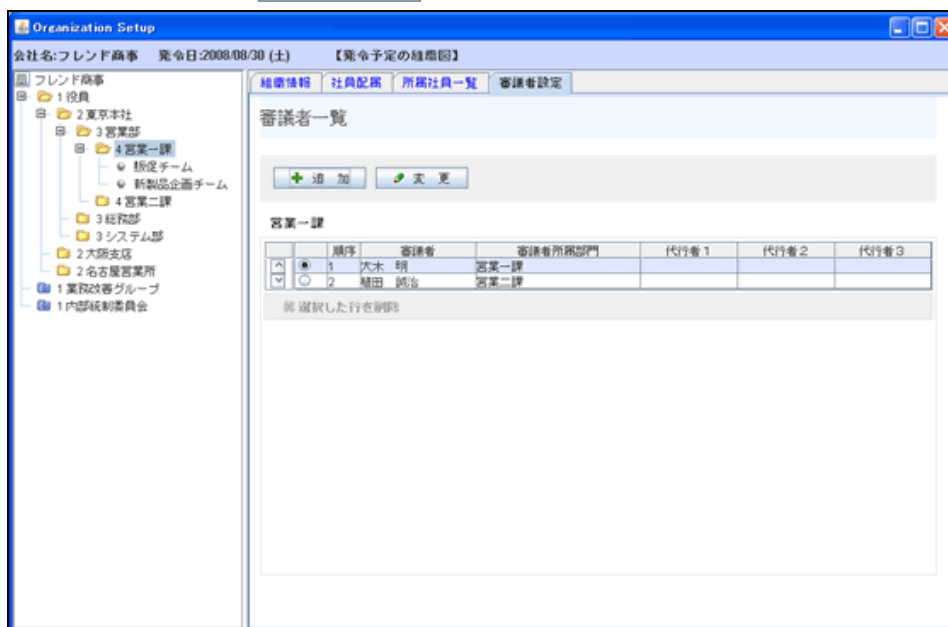 Organization Setup
会社名:フレンド商事 発令日:2008/08/30 (土) 【発令予定の組織図】
フレンド商事
1 役員
2 東京本社
3 営業部
4 営業一課
販促チーム
新製品企画チーム
4 営業二課
3 総務部
3 システム部
2 大阪支店
2 名古屋営業所
1 業務改善グループ
1 内部統制委員会
組織情報 社員配属 所属社員一覧 審議者設定
審議者一覧
追 加 変 更
営業一課
順序 審議者 審議者所属部門 代行者1 代行者2 代行者3
1 大木 明 営業一課
2 植田 誠治 営業二課
選択した行を削除